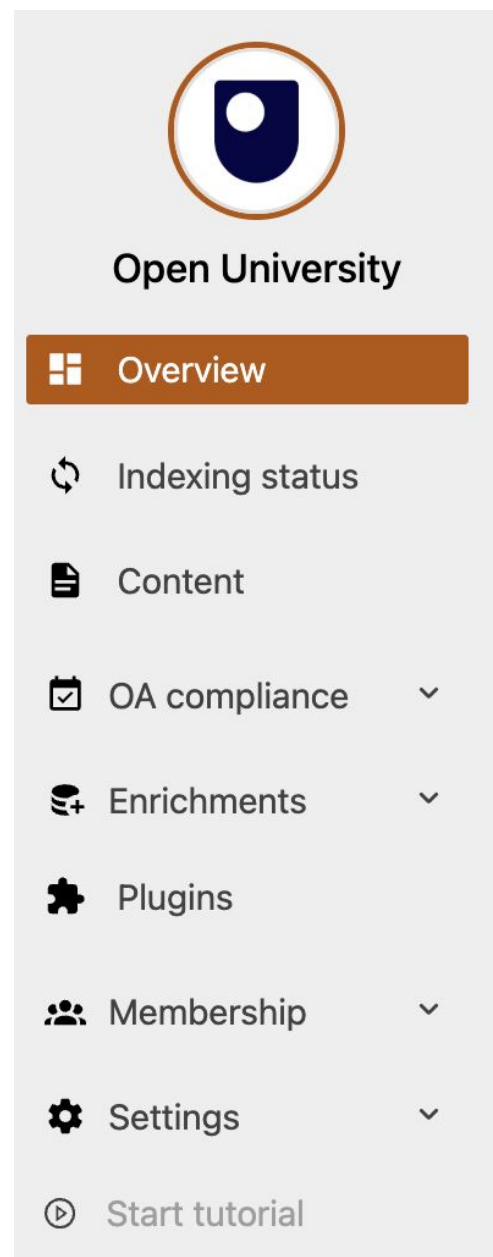 Open University
Overview
Indexing status
Content
OA compliance
Enrichments
Plugins
Membership
Settings
Start tutorial